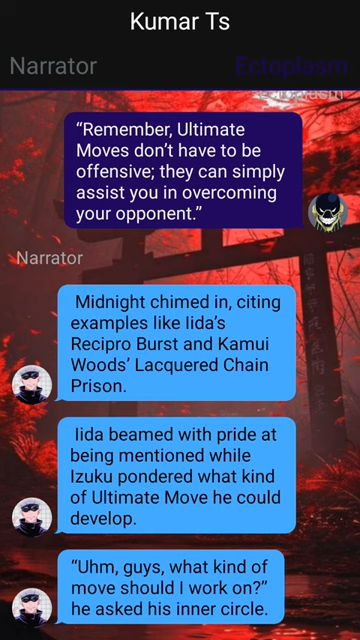 Kumar Ts
Narrator
Ectoplasm
Ectoplasm
“Remember, Ultimate
Moves don’t have to be
offensive; they can simply
assist you in overcoming
your opponent.”
Narrator
Midnight chimed in, citing
examples like Iida’s
Recipro Burst and Kamui
Woods’ Lacquered Chain
Prison.
Iida beamed with pride at
being mentioned while
Izuku pondered what kind
of Ultimate Move he could
develop.
“Uhm, guys, what kind of
move should I work on?”
he asked his inner circle.